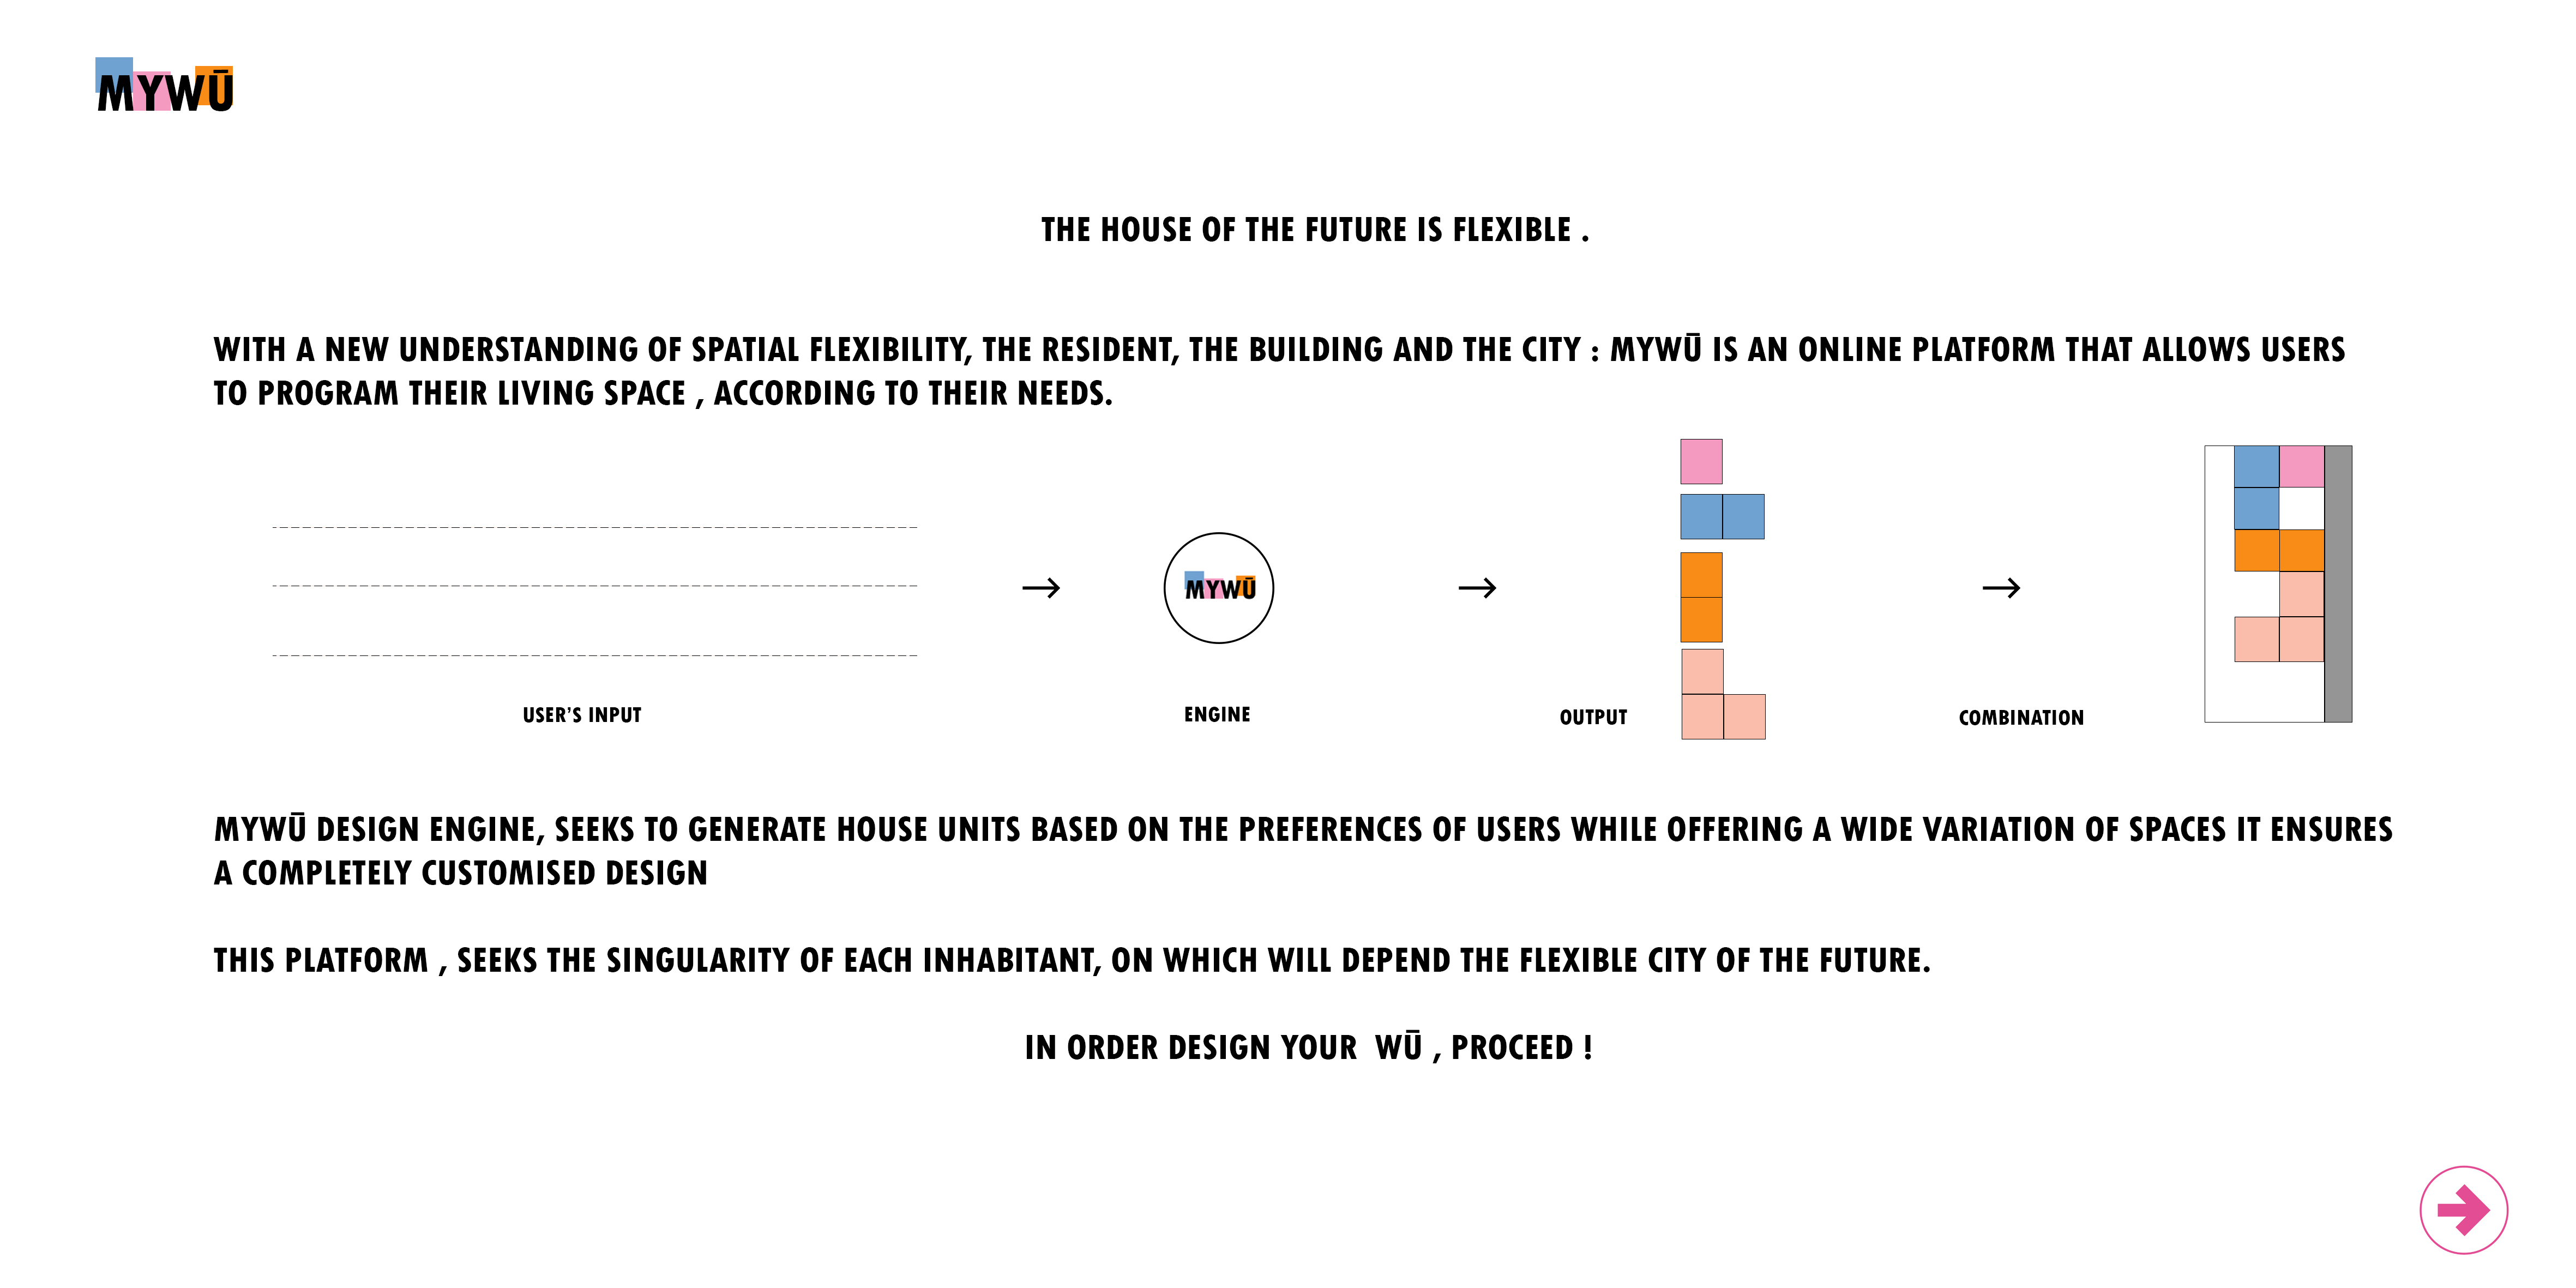 MYWŪ
THE HOUSE OF THE FUTURE IS FLEXIBLE .
WITH A NEW UNDERSTANDING OF SPATIAL FLEXIBILITY, THE RESIDENT, THE BUILDING AND THE CITY : MYWŪ IS AN ONLINE PLATFORM THAT ALLOWS USERS
TO PROGRAM THEIR LIVING SPACE , ACCORDING TO THEIR NEEDS.
MYWŪ
USER’S INPUT
ENGINE
OUTPUT
COMBINATION
MYWŪ DESIGN ENGINE, SEEKS TO GENERATE HOUSE UNITS BASED ON THE PREFERENCES OF USERS WHILE OFFERING A WIDE VARIATION OF SPACES IT ENSURES
A COMPLETELY CUSTOMISED DESIGN
THIS PLATFORM , SEEKS THE SINGULARITY OF EACH INHABITANT, ON WHICH WILL DEPEND THE FLEXIBLE CITY OF THE FUTURE.
IN ORDER DESIGN YOUR  WŪ , PROCEED !